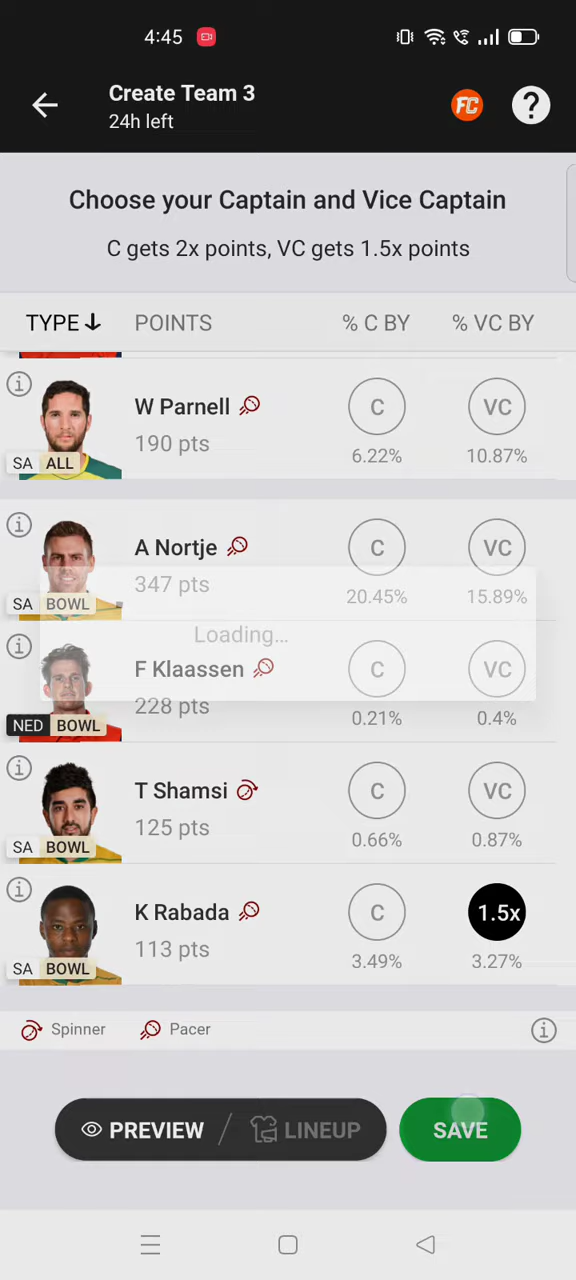 4:45
Create Team 3
24h left
FC
?
Choose your Captain and Vice Captain
C gets 2x points, VC gets 1.5x points
TYPE POINTS % C BY % VC BY
W Parnell
190 pts
SA ALL
C
6.22%
VC
10.87%
A Nortje
347 pts
SA BOWL
C
20.45%
VC
15.89%
Loading...
F Klaassen
228 pts
NED BOWL
C
0.21%
VC
0.4%
T Shamsi
125 pts
SA BOWL
C
0.66%
VC
0.87%
K Rabada
113 pts
SA BOWL
C
3.49%
1.5x
3.27%
Spinner Pacer
PREVIEW / LINEUP SAVE